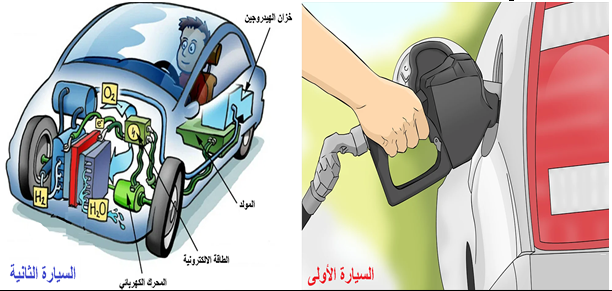 خزان الهيدروجين
O2
e
H2
H2O
المولد
الطاقة الالكترونية
المحرك الكهربائي
السيارة الثانية
السيارة الأولى